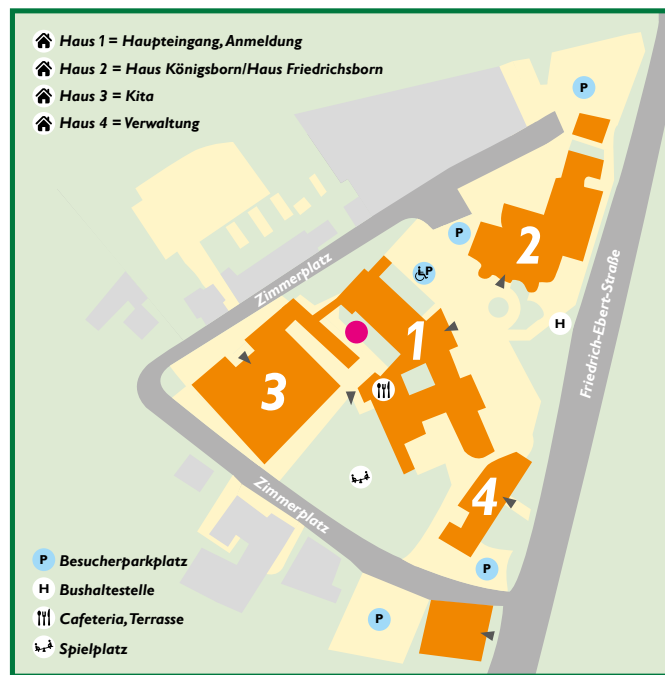 Haus 1 = Haupteingang, Anmeldung
Haus 2 = Haus Königsborn/Haus Friedrichsborn
Haus 3 = Kita
Haus 4 = Verwaltung
P
2
P
Zimmerplatz
P
Friedrich-Ebert-Straße
H
1
3
4
Zimmerplatz
P
P
P Besucherparkplatz
H Bushaltestelle
Cafeteria, Terrasse
Spielplatz